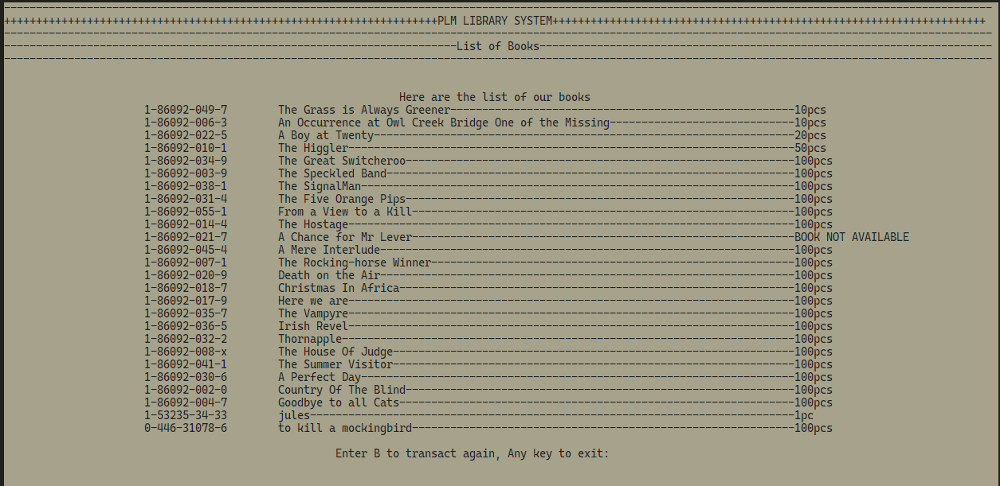 PLM LIBRARY SYSTEM
List of Books
Here are the list of our books
1-86092-049-7 The Grass is Always Greener 10pcs
1-86092-006-3 An Occurrence at Owl Creek Bridge One of the Missing 10pcs
1-86092-022-5 A Boy at Twenty 20pcs
1-86092-010-1 The Higgler 50pcs
1-86092-034-9 The Great Switcheroo 100pcs
1-86092-003-9 The Speckled Band 100pcs
1-86092-038-1 The SignalMan 100pcs
1-86092-031-4 The Five Orange Pips 100pcs
1-86092-055-1 From a View to a Kill 100pcs
1-86092-014-4 The Hostage 100pcs
1-86092-021-7 A Chance for Mr Lever BOOK NOT AVAILABLE
1-86092-045-4 A Mere Interlude 100pcs
1-86092-007-1 The Rocking-horse Winner 100pcs
1-86092-020-9 Death on the Air 100pcs
1-86092-018-7 Christmas In Africa 100pcs
1-86092-017-9 Here we are 100pcs
1-86092-035-7 The Vampyre 100pcs
1-86092-036-5 Irish Revel 100pcs
1-86092-032-2 Thornapple 100pcs
1-86092-008-x The House Of Judge 100pcs
1-86092-041-1 The Summer Visitor 100pcs
1-86092-030-6 A Perfect Day 100pcs
1-86092-002-0 Country Of The Blind 100pcs
1-86092-004-7 Goodbye to all Cats 100pcs
1-53235-34-33 jules 1pc
0-446-31078-6 to kill a mockingbird 100pcs
Enter B to transact again, Any key to exit: